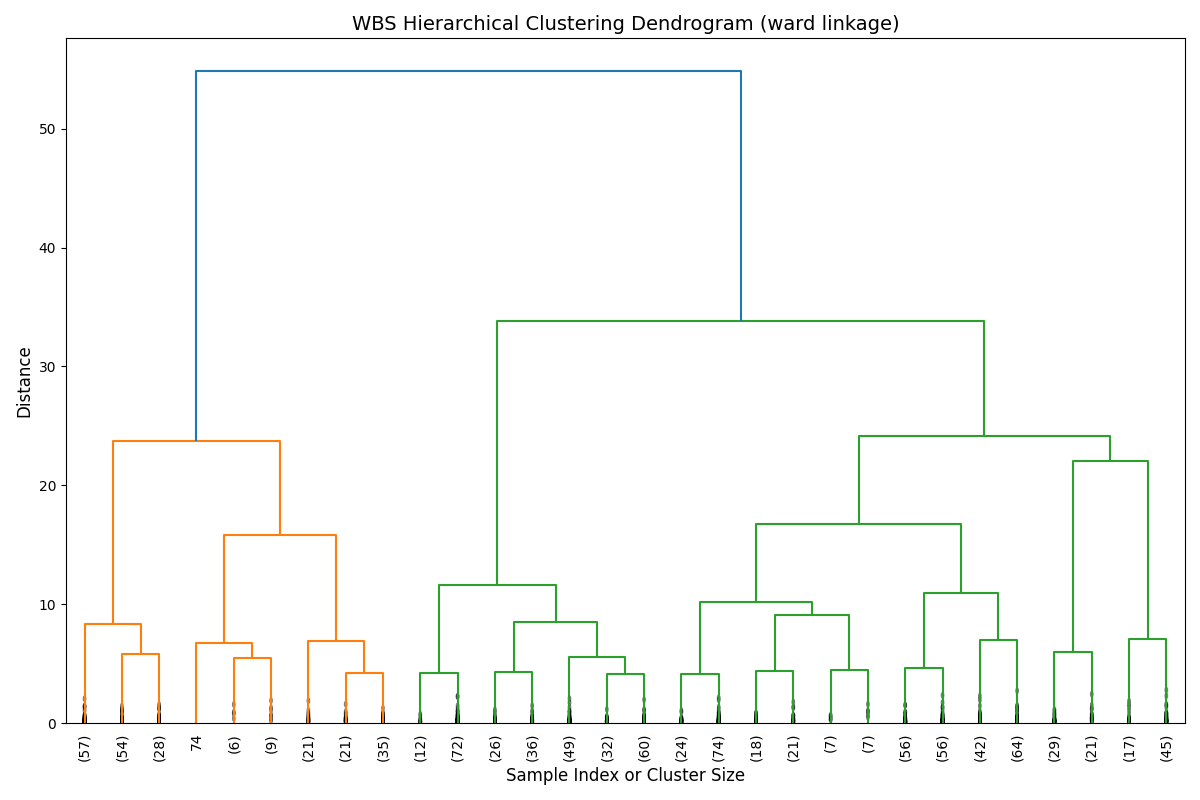 WBS Hierarchical Clustering Dendrogram (ward linkage)
Distance
50
40
30
20
10
0
(57) (54) (28) 74 (6) (9) (21) (21) (35) (12) (72) (26) (36) (49) (32) (60) (24) (74) (18) (21) (7) (7) (56) (56) (42) (64) (29) (21) (17) (45)
Sample Index or Cluster Size